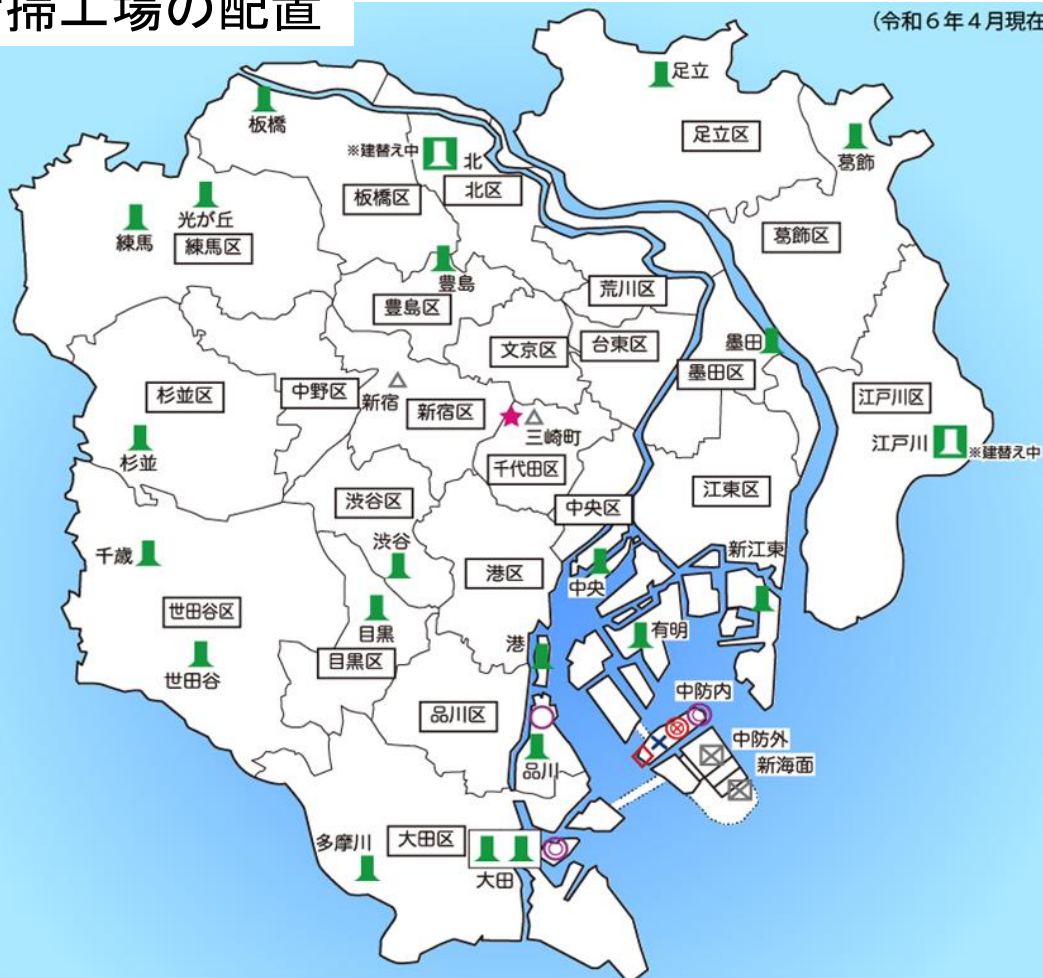 掃工場の配置
(令和6年4月現在
足立
板橋
足立区
※建替え中
北
葛飾
板橋区
北区
光が丘
練馬
練馬区
葛飾区
豊島
荒川区
豊島区
文京区
台東区
墨田
墨田区
杉並区
中野区
新宿
新宿区
江戸川区
三崎町
江戸川
※建替え中
杉並
千代田区
渋谷区
中央区
江東区
千歳
渋谷
港区
新江東
中央
世田谷区
目黒
有明
港
目黒区
世田谷
中防内
品川区
中防外
新海面
品川
多摩川
大田区
大田